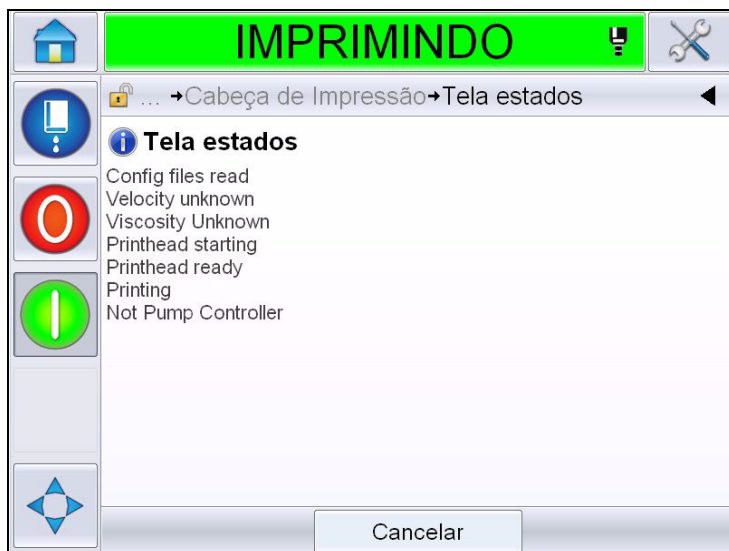 IMPRIMINDO
... →Cabeça de Impressão→Tela estados
Tela estados
Config files read
Velocity unknown
Viscosity Unknown
Printhead starting
Printhead ready
Printing
Not Pump Controller
Cancelar